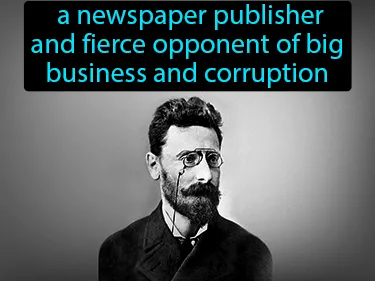 a newspaper publisher
and fierce opponent of big
business and corruption